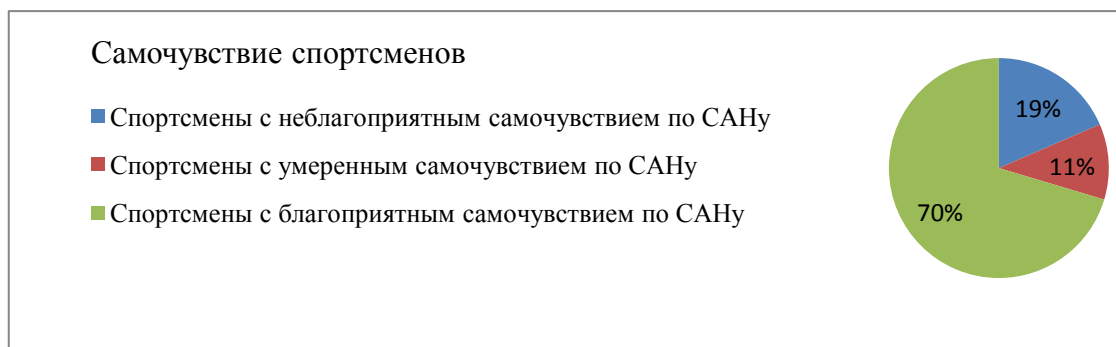 Самочувствие спортсменов
Спортсмены с неблагоприятным самочувствием по САНу
Спортсмены с умеренным самочувствием по САНу
Спортсмены с благоприятным самочувствием по САНу
19%
11%
70%